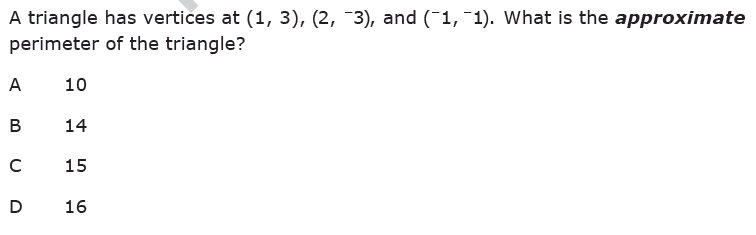 A triangle has vertices at (1, 3), (2, ⁻3), and (⁻1, ⁻1). What is the approximate
perimeter of the triangle?
A 10
B 14
C 15
D 16